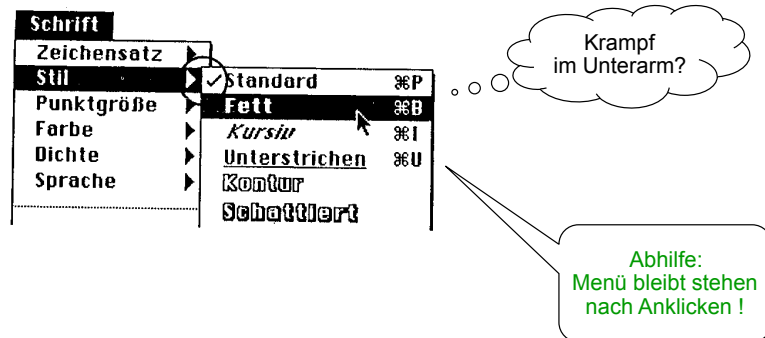 Schrift
Zeichensatz
Stil
Punktgröße
Farbe
Dichte
Sprache
✓Standard ⌘P
Fett ⌘B
Kursiv ⌘I
Unterstrichen ⌘U
Kontur
Schattiert
Krampf
im Unterarm?
Abhilfe:
Menü bleibt stehen
nach Anklicken !